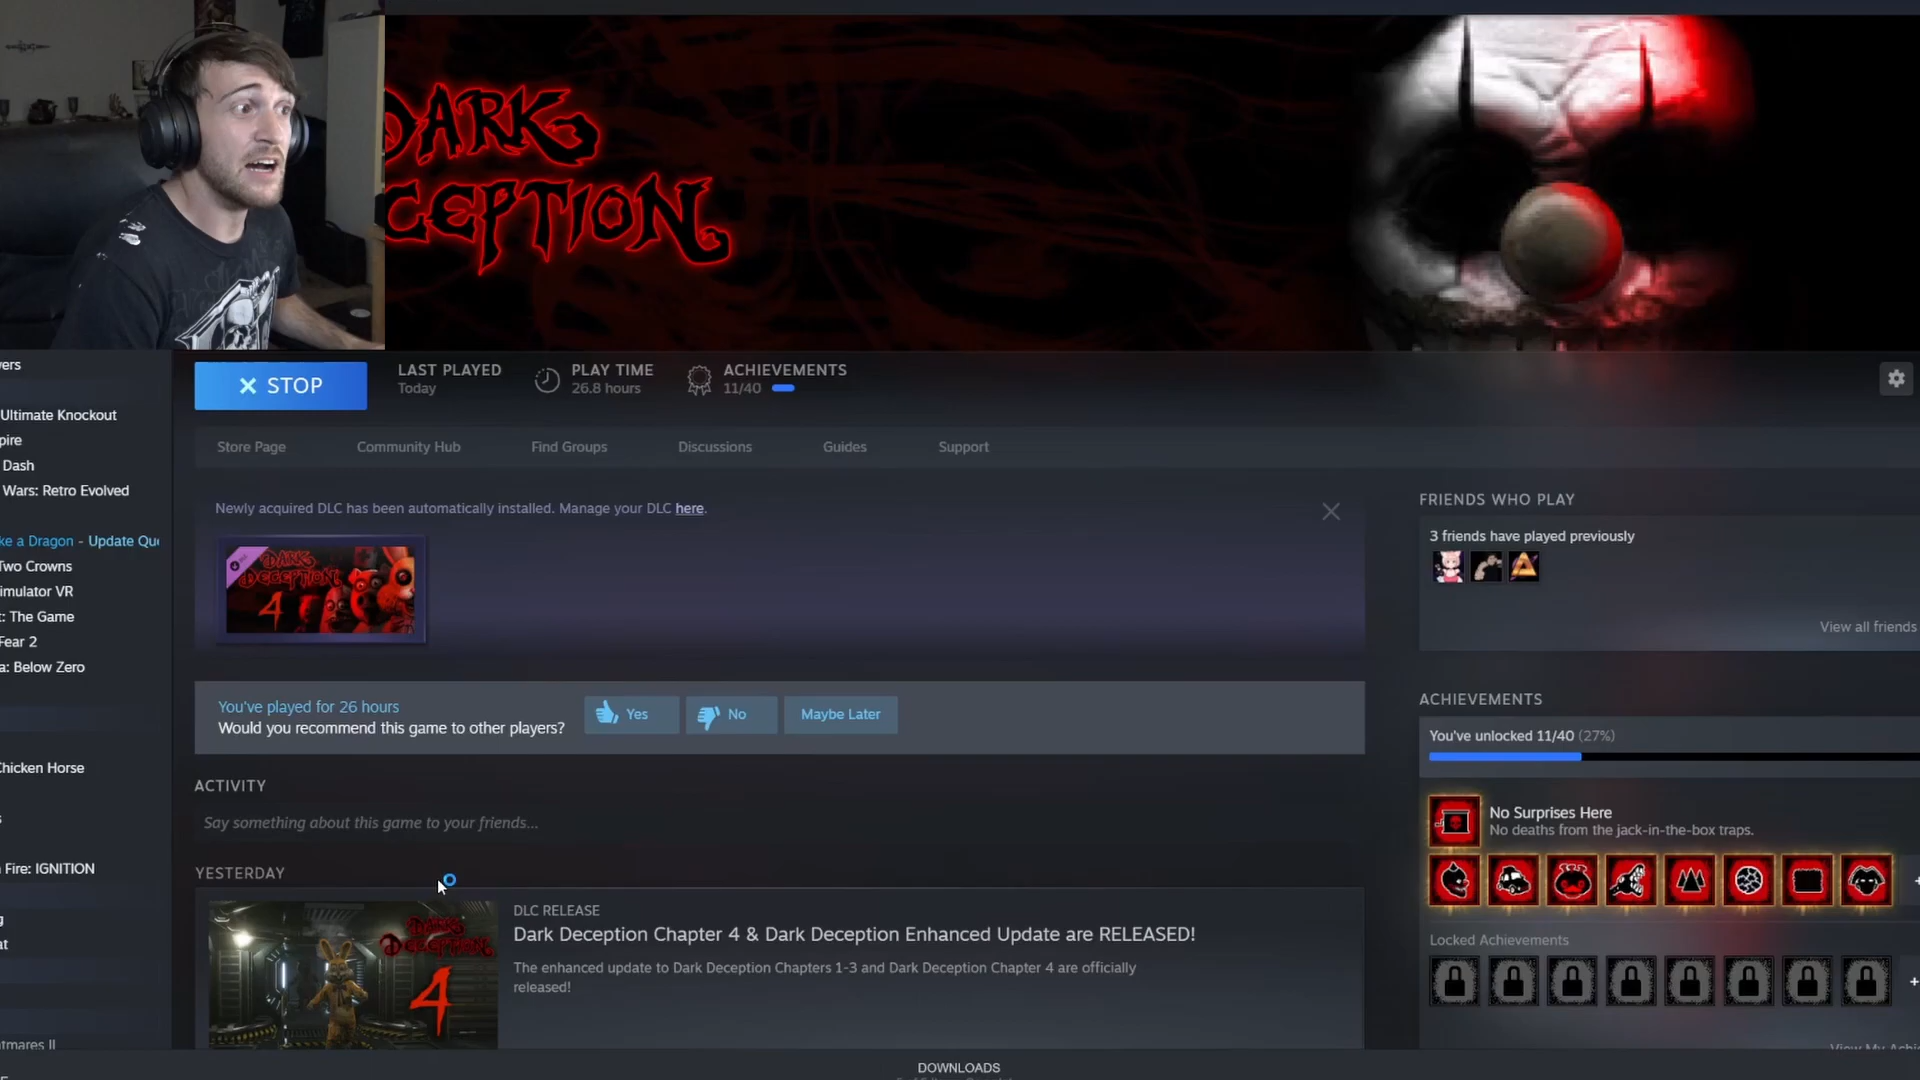 DARK
DECEPTION
STOP
LAST PLAYED
Today
PLAY TIME
26.8 hours
ACHIEVEMENTS
11/40
Store Page
Community Hub
Find Groups
Discussions
Guides
Support
Newly acquired DLC has been automatically installed. Manage your DLC here.
DARK
DECEPTION
4
You've played for 26 hours
Would you recommend this game to other players?
Yes
No
Maybe Later
ACTIVITY
Say something about this game to your friends...
YESTERDAY
DARK
DECEPTION
4
DLC RELEASE
Dark Deception Chapter 4 & Dark Deception Enhanced Update are RELEASED!
The enhanced update to Dark Deception Chapters 1-3 and Dark Deception Chapter 4 are officially
released!
FRIENDS WHO PLAY
3 friends have played previously
View all friends
ACHIEVEMENTS
You've unlocked 11/40 (27%)
No Surprises Here
No deaths from the jack-in-the-box traps.
+
Locked Achievements
+
vers
Ultimate Knockout
pire
Dash
Wars: Retro Evolved
ke a Dragon - Update Que
Two Crowns
imulator VR
: The Game
Fear 2
a: Below Zero
Chicken Horse
s
Fire: IGNITION
g
at
tmares II
DOWNLOADS